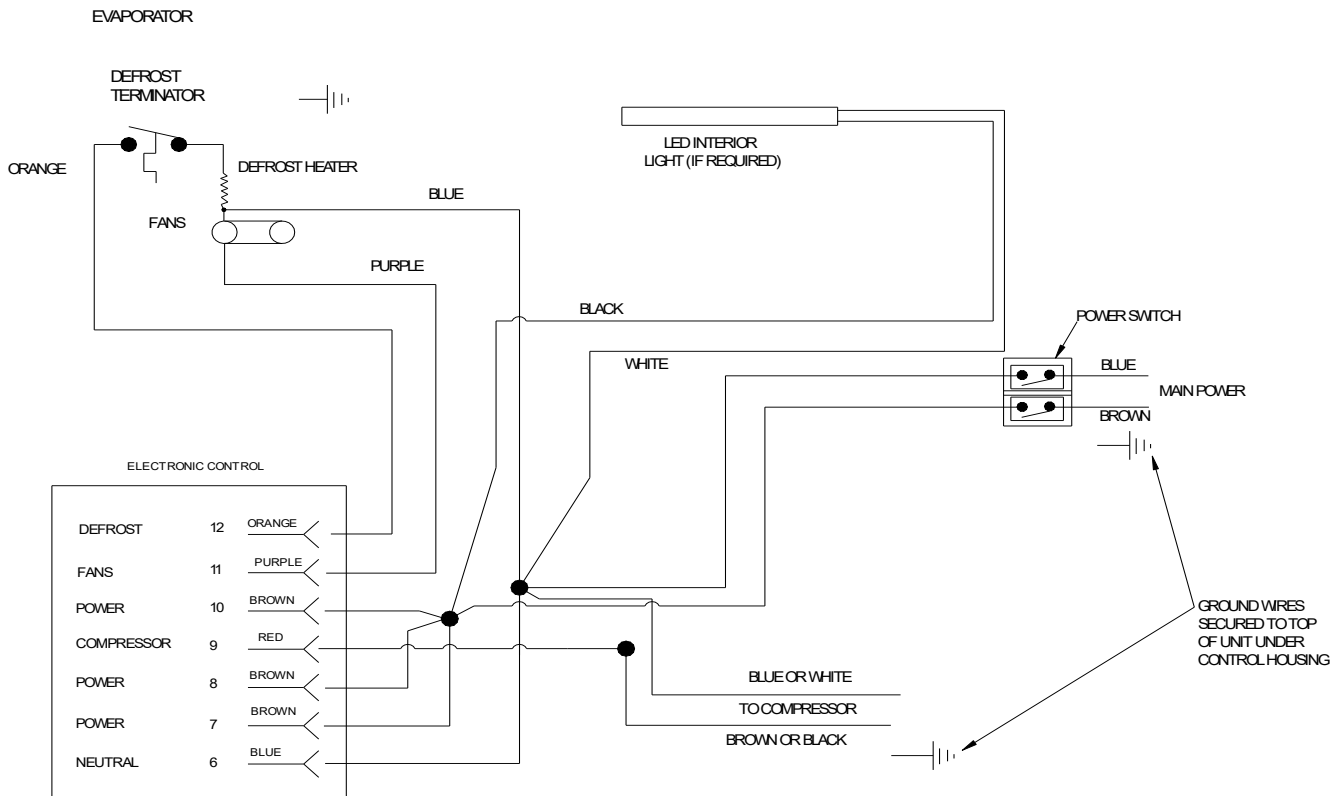 EVAPORATOR
DEFROST
TERMINATOR
ORANGE
DEFROST HEATER
FANS
BLUE
PURPLE
LED INTERIOR
LIGHT (IF REQUIRED)
BLACK
WHITE
POWER SWITCH
BLUE
MAIN POWER
BROWN
ELECTRONIC CONTROL
DEFROST 12 ORANGE
FANS 11 PURPLE
POWER 10 BROWN
COMPRESSOR 9 RED
POWER 8 BROWN
POWER 7 BROWN
NEUTRAL 6 BLUE
BLUE OR WHITE
TO COMPRESSOR
BROWN OR BLACK
GROUND WIRES
SECURED TO TOP
OF UNIT UNDER
CONTROL HOUSING